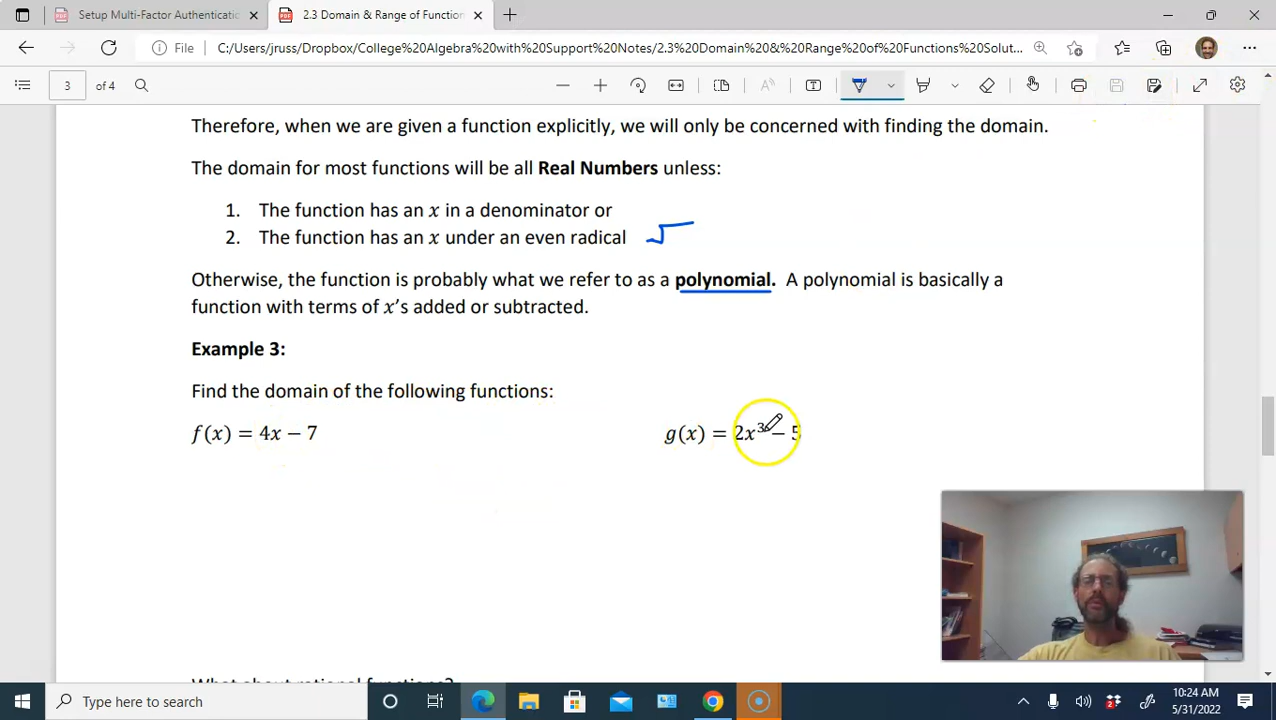 Setup Multi-Factor Authenticatic
2.3 Domain & Range of Function
File
C:/Users/jruss/Dropbox/College%20Algebra%20with%20Support%20Notes/2.3%20Domain%20&%20Range%20of%20Functions%20Solut...
3 of 4
Therefore, when we are given a function explicitly, we will only be concerned with finding the domain.
The domain for most functions will be all Real Numbers unless:
1. The function has an x in a denominator or
2. The function has an x under an even radical √
Otherwise, the function is probably what we refer to as a polynomial. A polynomial is basically a
function with terms of x's added or subtracted.
Example 3:
Find the domain of the following functions:
f(x) = 4x − 7
g(x) = 2x³ − 5
Type here to search
10:24 AM
5/31/2022
2